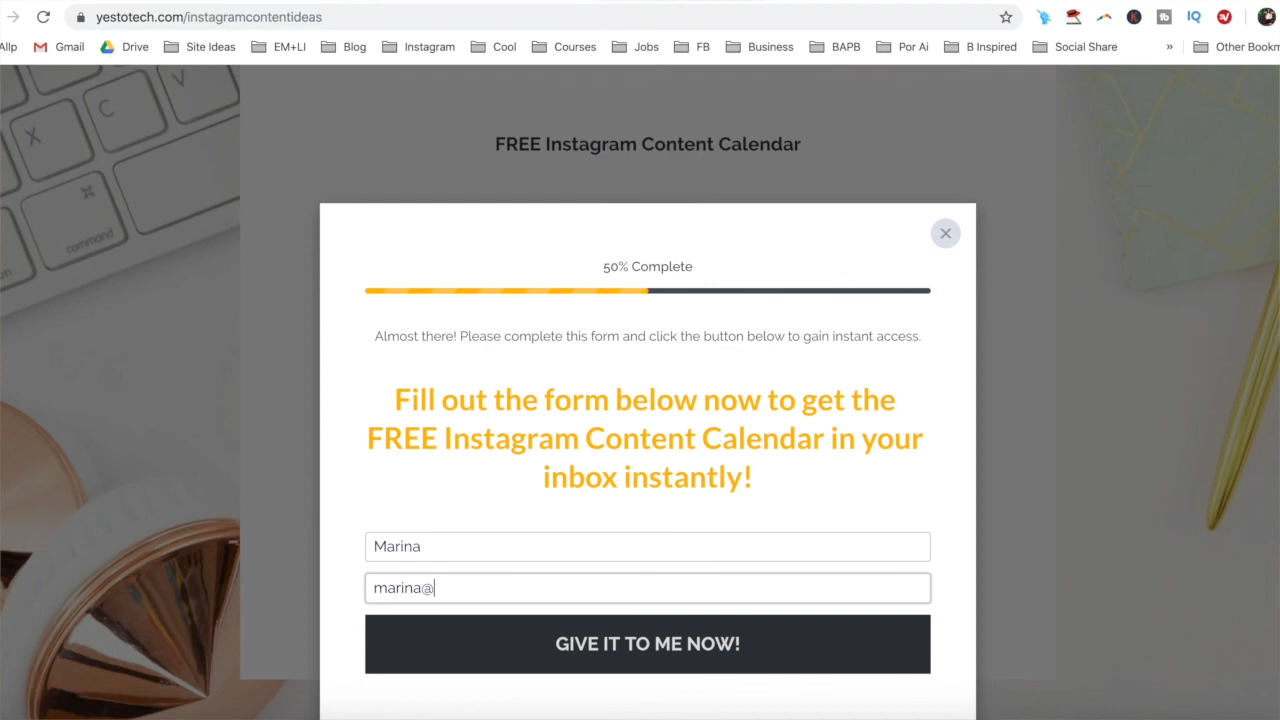 yestotech.com/instagramcontentideas
Allp Gmail Drive Site Ideas EM+LI Blog Instagram Cool Courses Jobs FB Business BAPB Por Ai B Inspired Social Share » Other Bookm
FREE Instagram Content Calendar
50% Complete
Almost there! Please complete this form and click the button below to gain instant access.
Fill out the form below now to get the
FREE Instagram Content Calendar in your
inbox instantly!
Marina
marina@
GIVE IT TO ME NOW!
X
C
V
⌘
command
on
K
tb
IQ